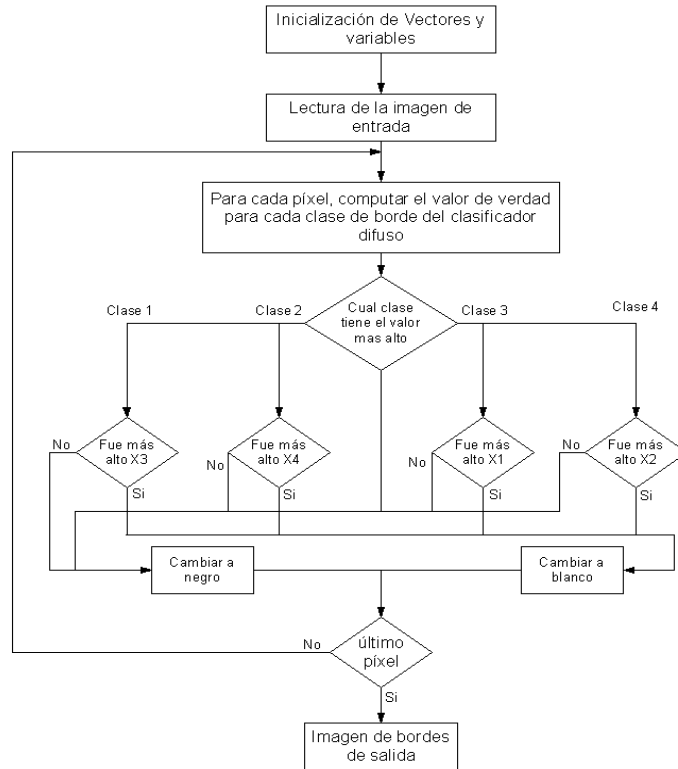 Inicialización de Vectores y
variables
Lectura de la imagen de
entrada
Para cada píxel, computar el valor de verdad
para cada clase de borde del clasificador
difuso
Clase 1
Clase 2
Cual clase
tiene el valor
mas alto
Clase 3
Clase 4
No
Fue más
alto X3
Si
No
Fue más
alto X4
Si
No
Fue más
alto X1
Si
No
Fue más
alto X2
Si
Cambiar a
negro
Cambiar a
blanco
No
último
píxel
Si
Imagen de bordes
de salida